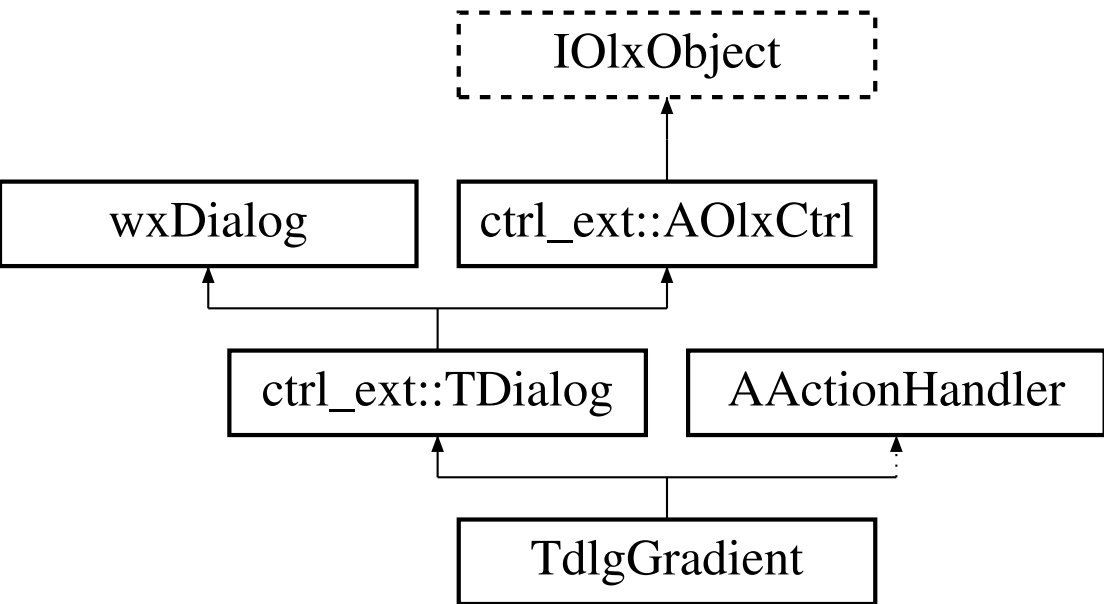 IOlxObject
wxDialog
ctrl_ext::AOlxCtrl
ctrl_ext::TDialog
AActionHandler
TdlgGradient